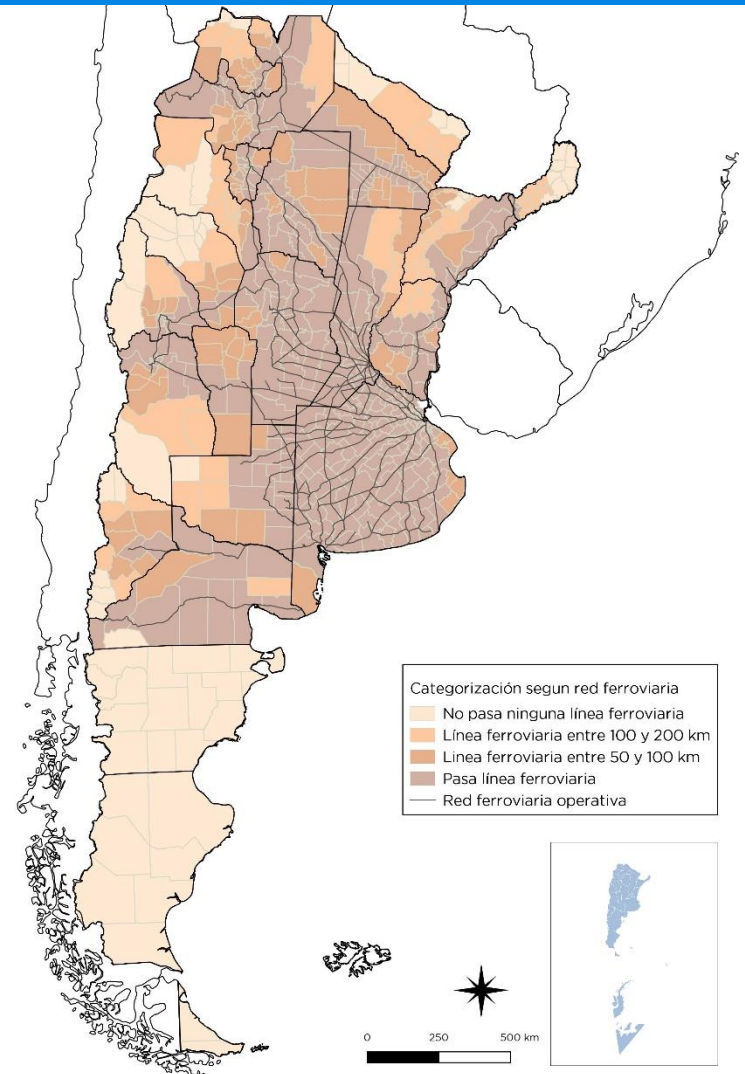 Categorización segun red ferroviaria
No pasa ninguna línea ferroviaria
Línea ferroviaria entre 100 y 200 km
Linea ferroviaria entre 50 y 100 km
Pasa línea ferroviaria
Red ferroviaria operativa
0 250 500 km